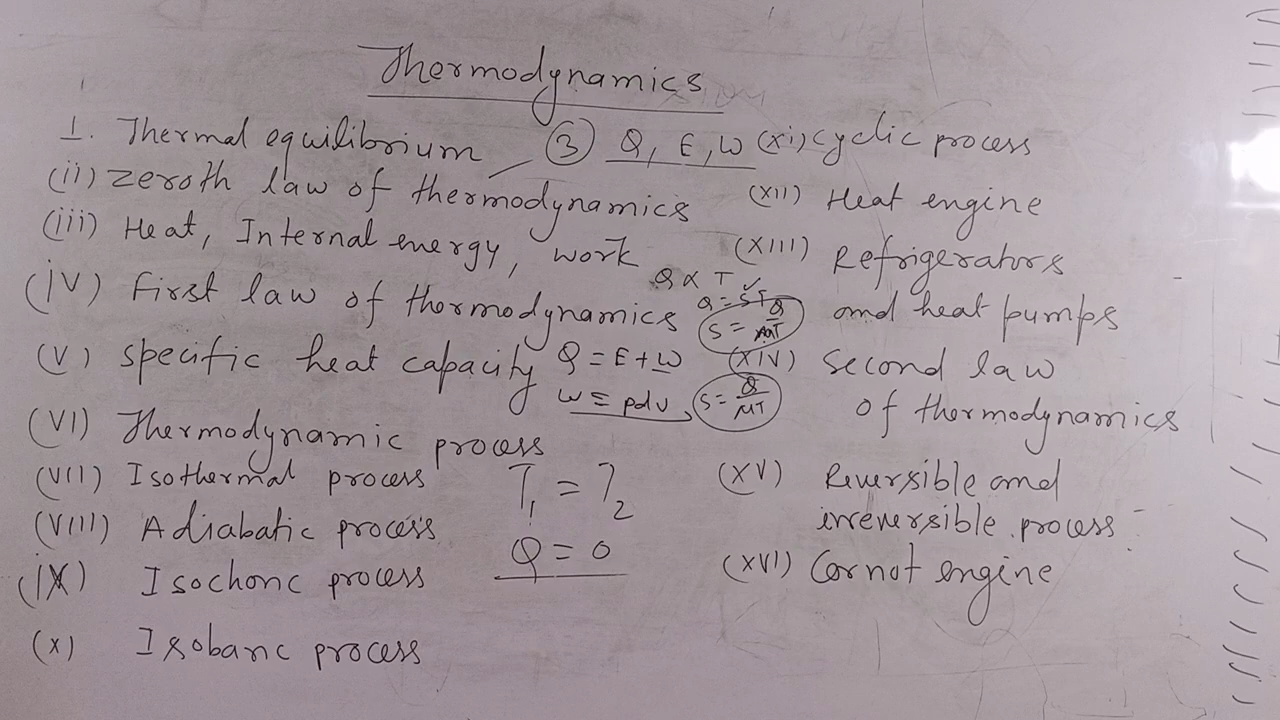 Thermodynamics
1. Thermal equilibrium
(ii) zeroth law of thermodynamics
(iii) Heat, Internal energy, work
(iv) First law of thermodynamics
(v) specific heat capacity
(VI) Thermodynamic process
(VII) Isothermal process
(VIII) Adiabatic process
(ix) Isochoric process
(x) Isobaric process
③ Q, E, W
Q ∝ T ✓
Q = ST
S = Q/MT
Q = E + W
W ≡ pdv, S = Q/MT
T₁ = T₂
Q = 0
(xi) cyclic process
(XII) Heat engine
(XIII) Refrigerators
and heat pumps
(XIV) Second law
of thermodynamics
(XV) Reversible and
irreversible process
(XVI) Carnot engine